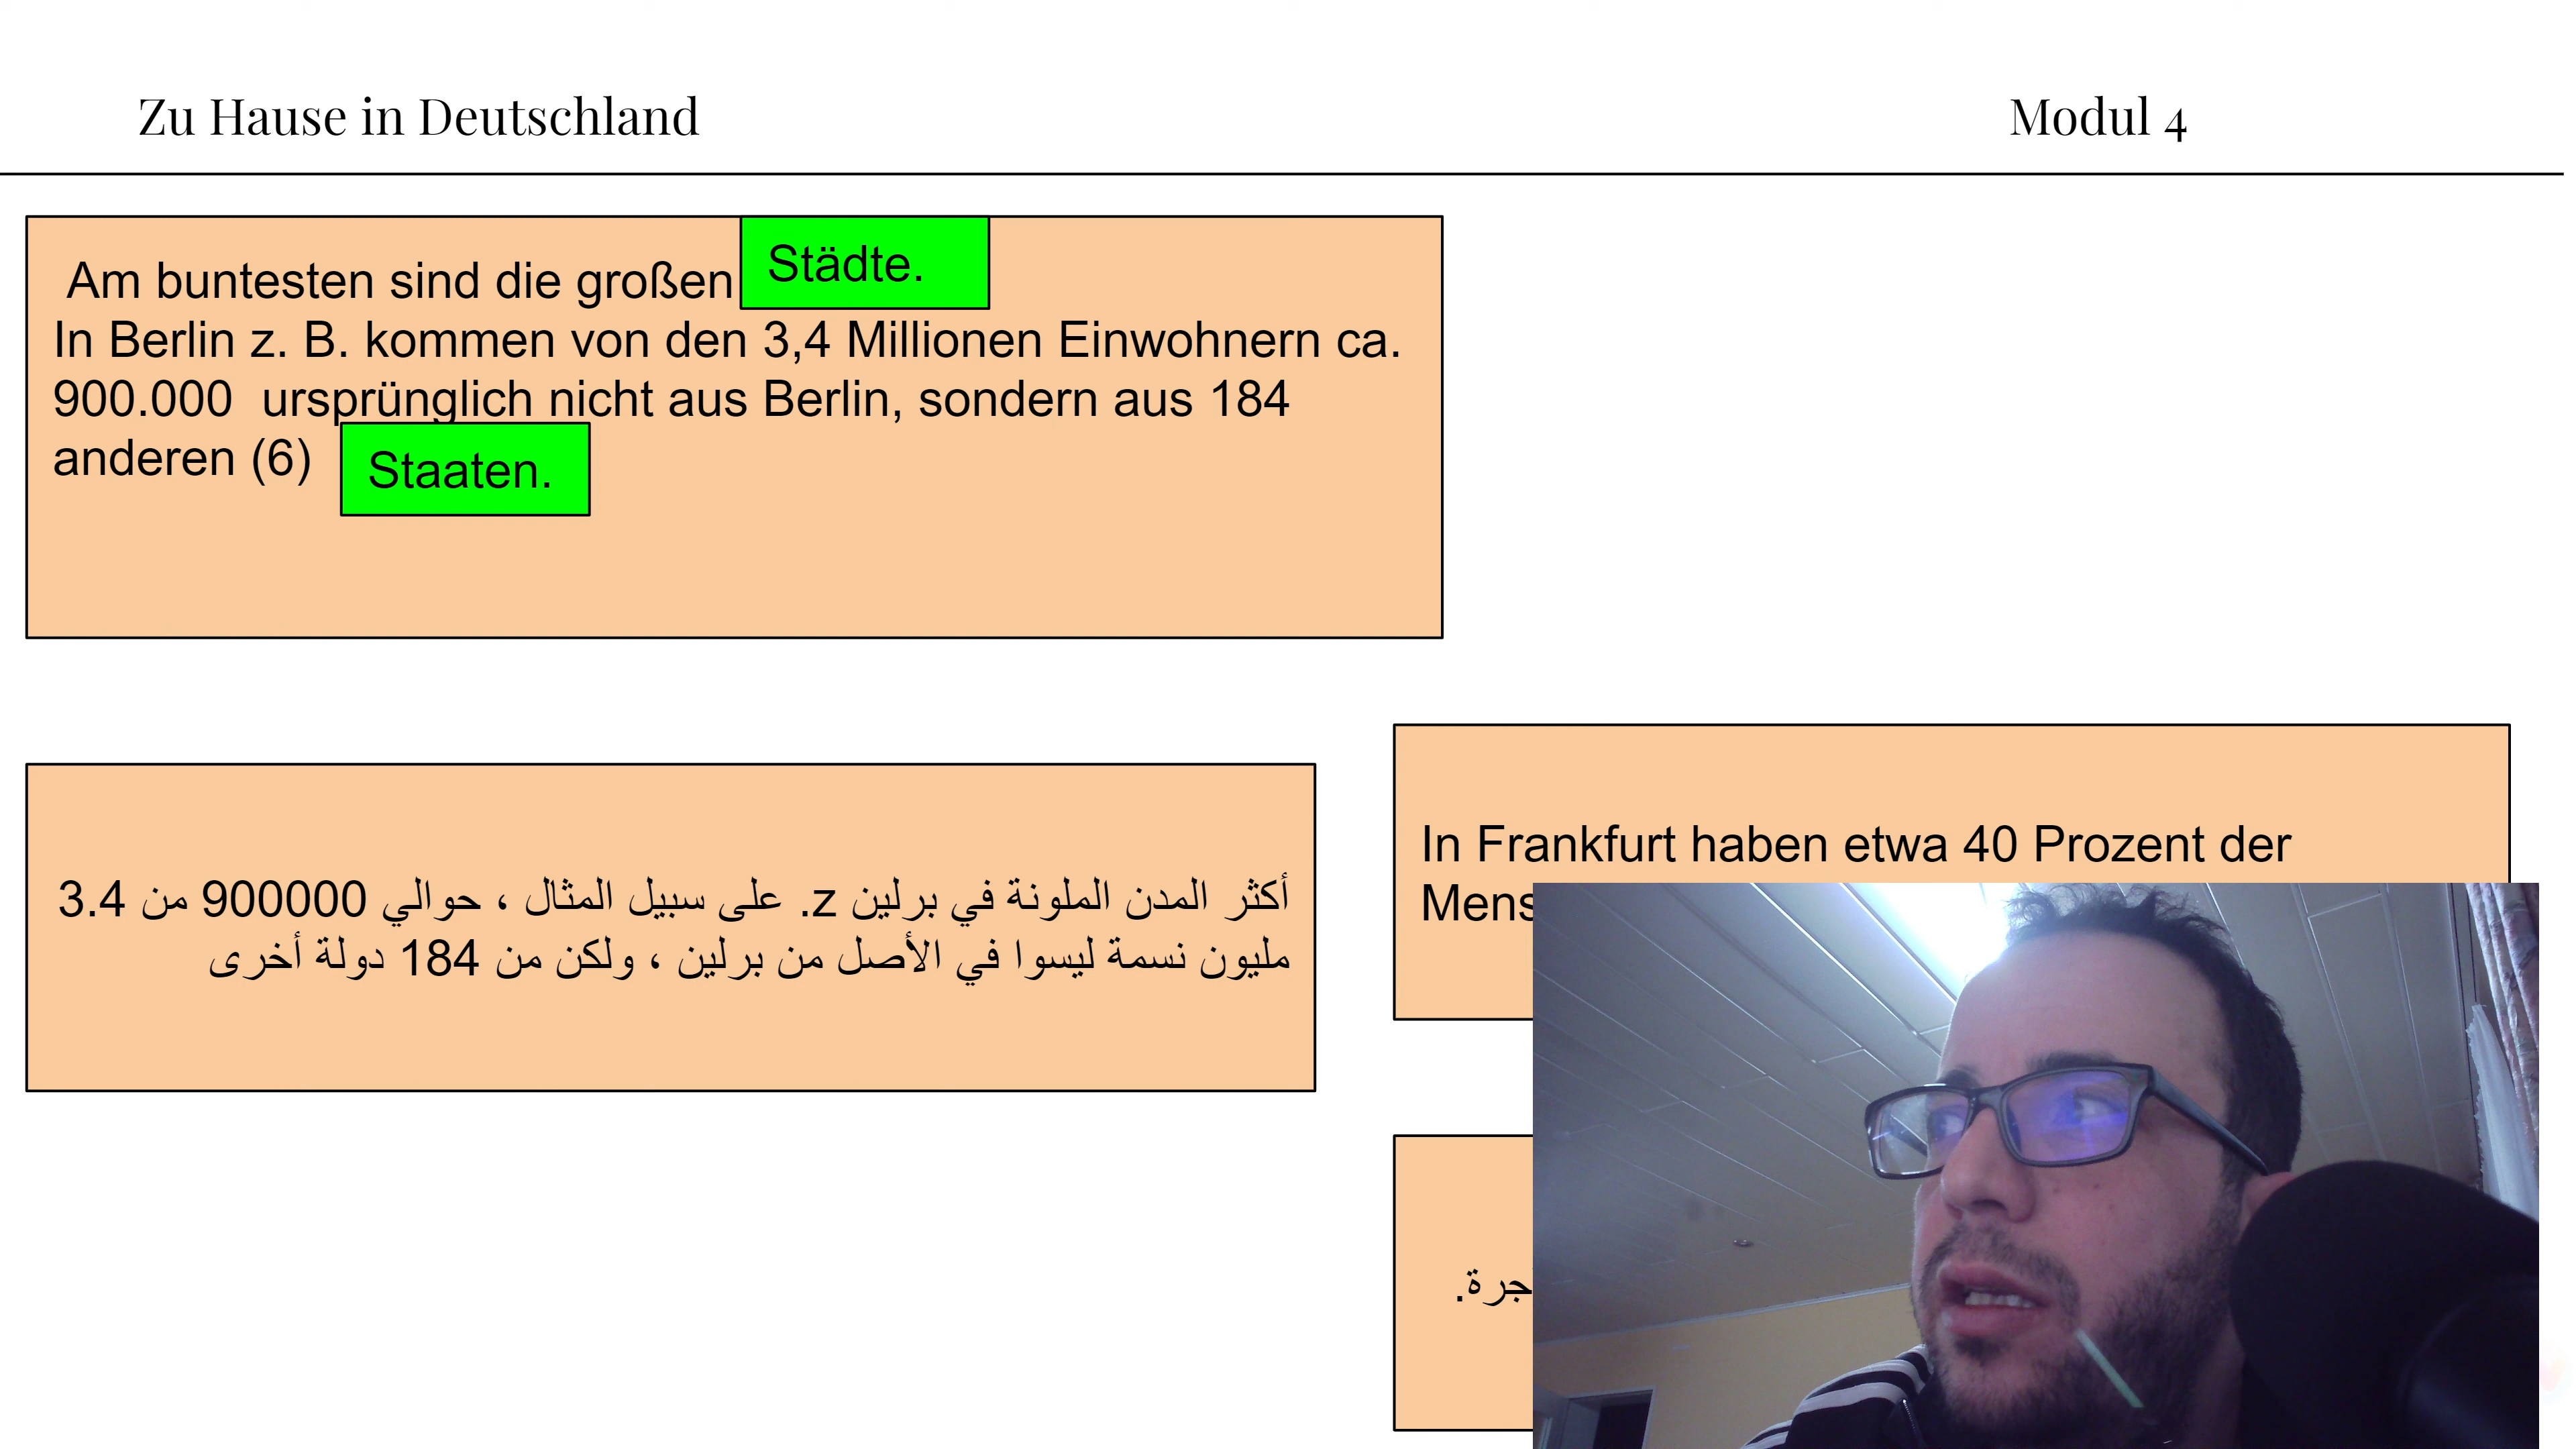 Zu Hause in Deutschland
Modul 4
Am buntesten sind die großen Städte.
In Berlin z. B. kommen von den 3,4 Millionen Einwohnern ca.
900.000 ursprünglich nicht aus Berlin, sondern aus 184
anderen (6) Staaten.
أكثر المدن الملونة في برلين z. على سبيل المثال ، حوالي 900000 من 3.4
مليون نسمة ليسوا في الأصل من برلين ، ولكن من 184 دولة أخرى
In Frankfurt haben etwa 40 Prozent der